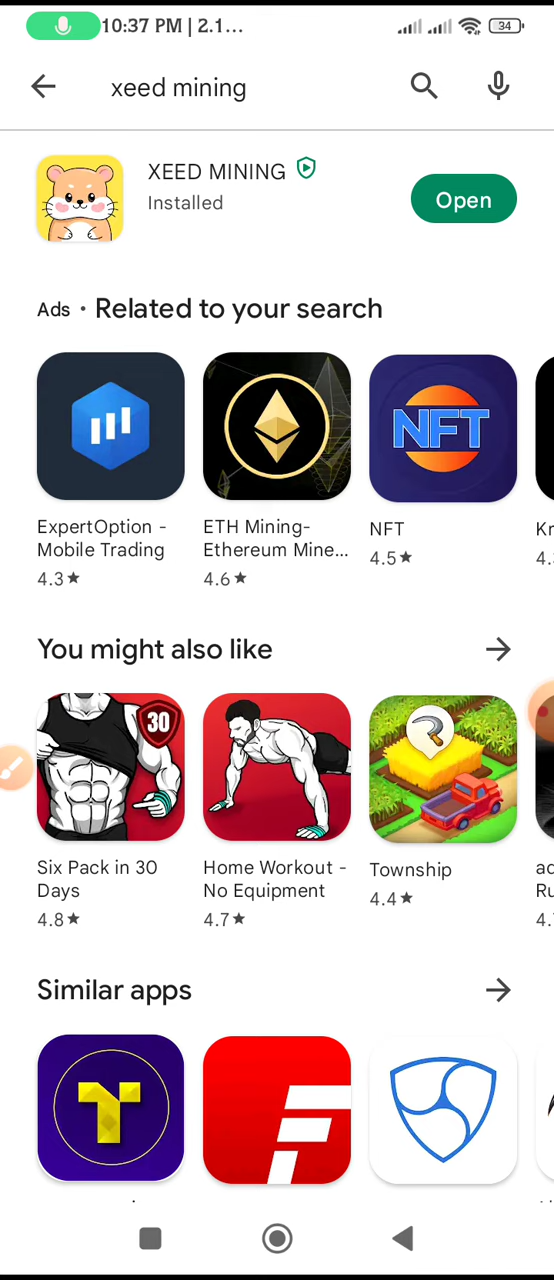 10:37 PM | 2.1...
34
xeed mining
XEED MINING
Installed
Open
Ads • Related to your search
NFT
ExpertOption -
Mobile Trading
4.3★
ETH Mining-
Ethereum Mine...
4.6★
NFT
4.5★
You might also like
30
Six Pack in 30
Days
4.8★
Home Workout -
No Equipment
4.7★
Township
4.4★
Similar apps